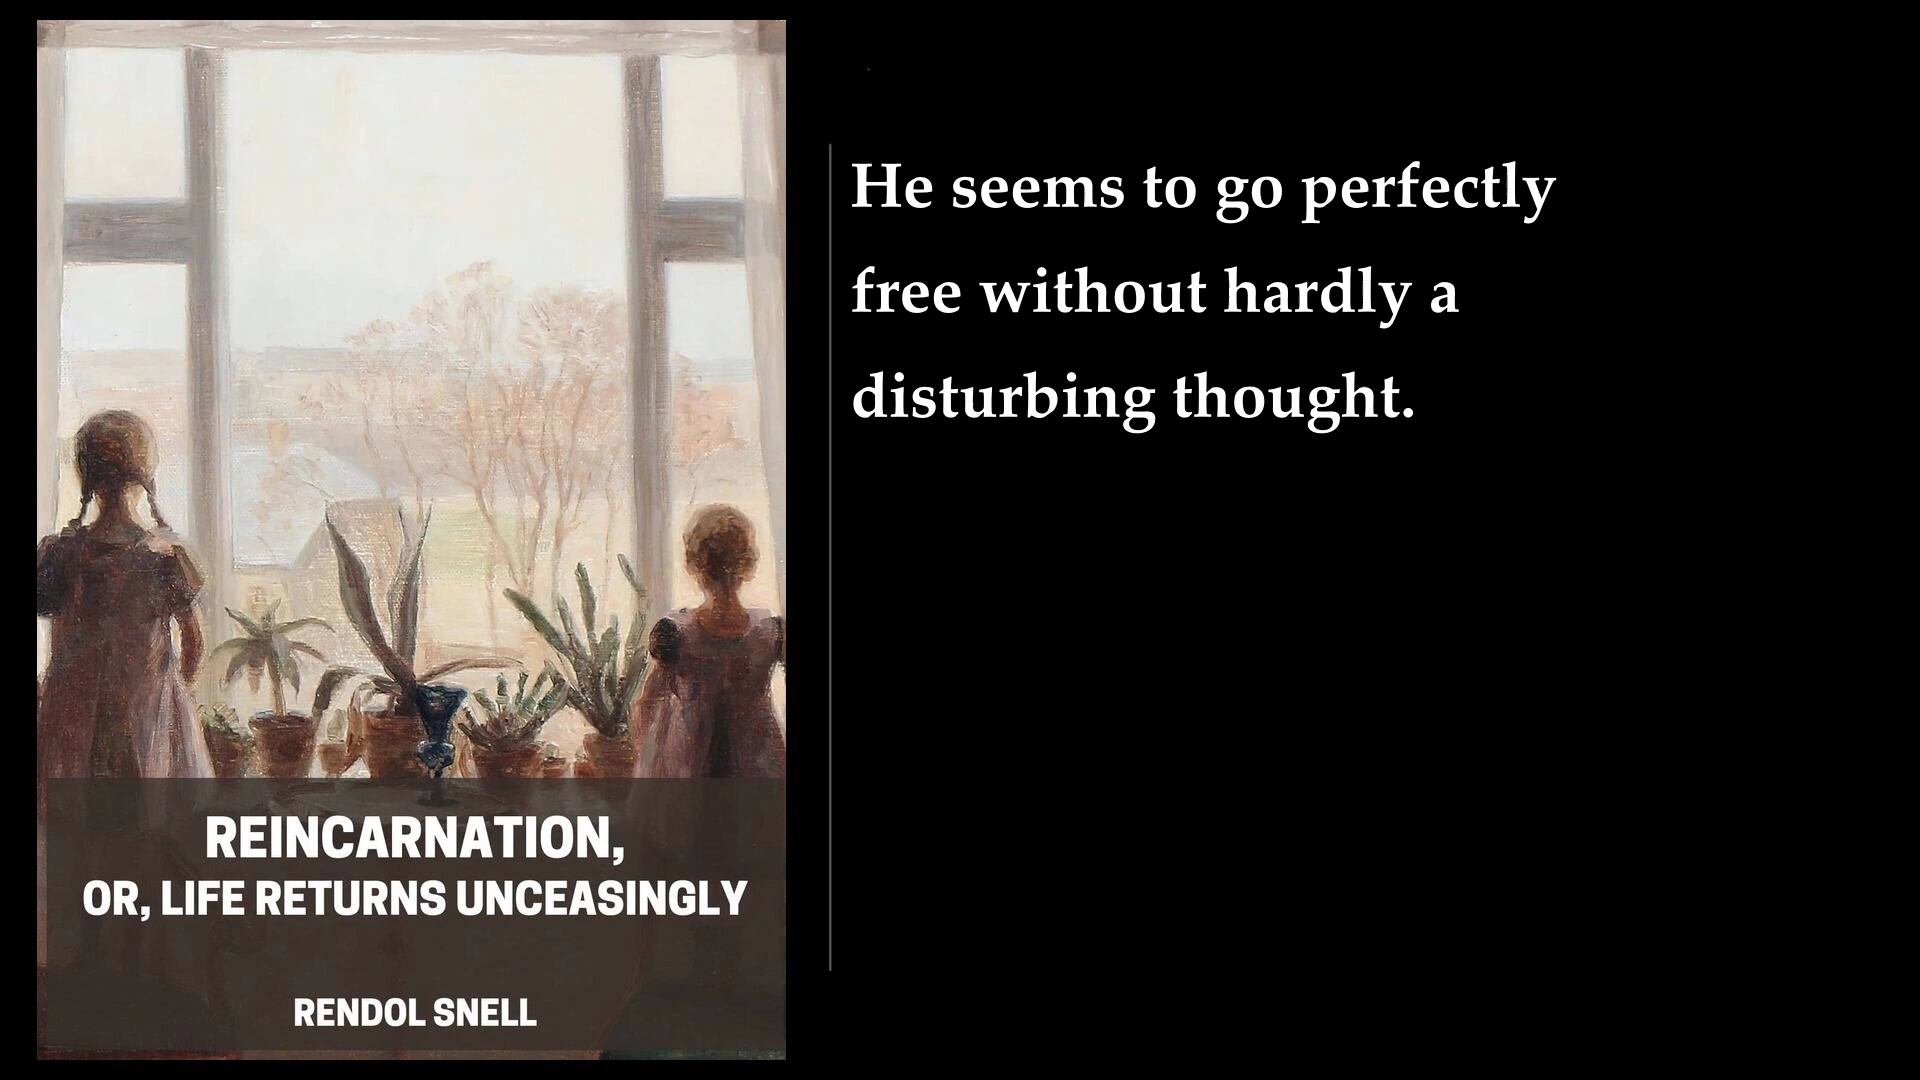 He seems to go perfectly
free without hardly a
disturbing thought.
REINCARNATION,
OR, LIFE RETURNS UNCEASINGLY
RENDOL SNELL